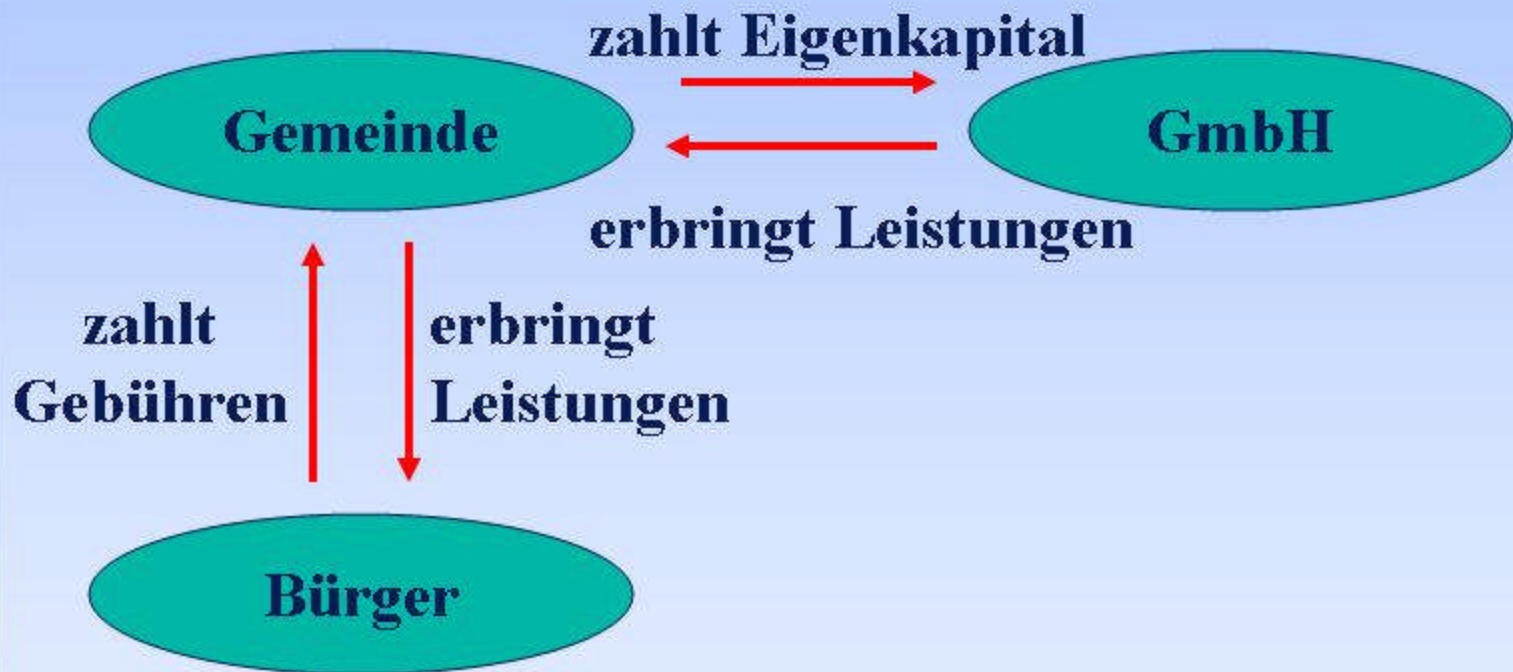 zahlt Eigenkapital
Gemeinde
GmbH
erbringt Leistungen
zahlt
Gebühren
erbringt
Leistungen
Bürger